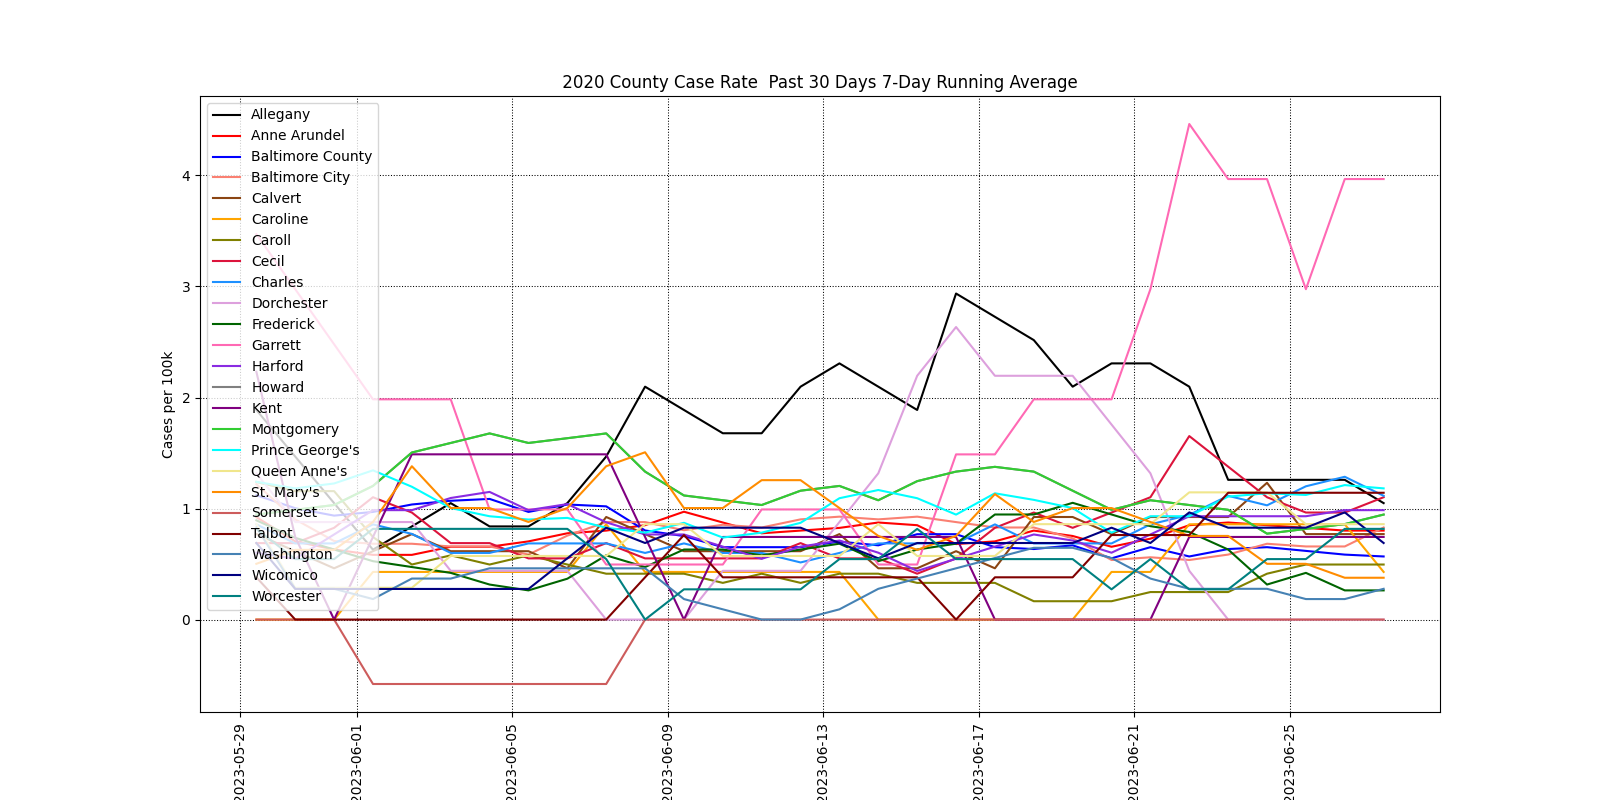 2020 County Case Rate  Past 30 Days 7-Day Running Average
Cases per 100k
4
3
2
1
0
Allegany
Anne Arundel
Baltimore County
Baltimore City
Calvert
Caroline
Caroll
Cecil
Charles
Dorchester
Frederick
Garrett
Harford
Howard
Kent
Montgomery
Prince George's
Queen Anne's
St. Mary's
Somerset
Talbot
Washington
Wicomico
Worcester
2023-05-29
2023-06-01
2023-06-05
2023-06-09
2023-06-13
2023-06-17
2023-06-21
2023-06-25